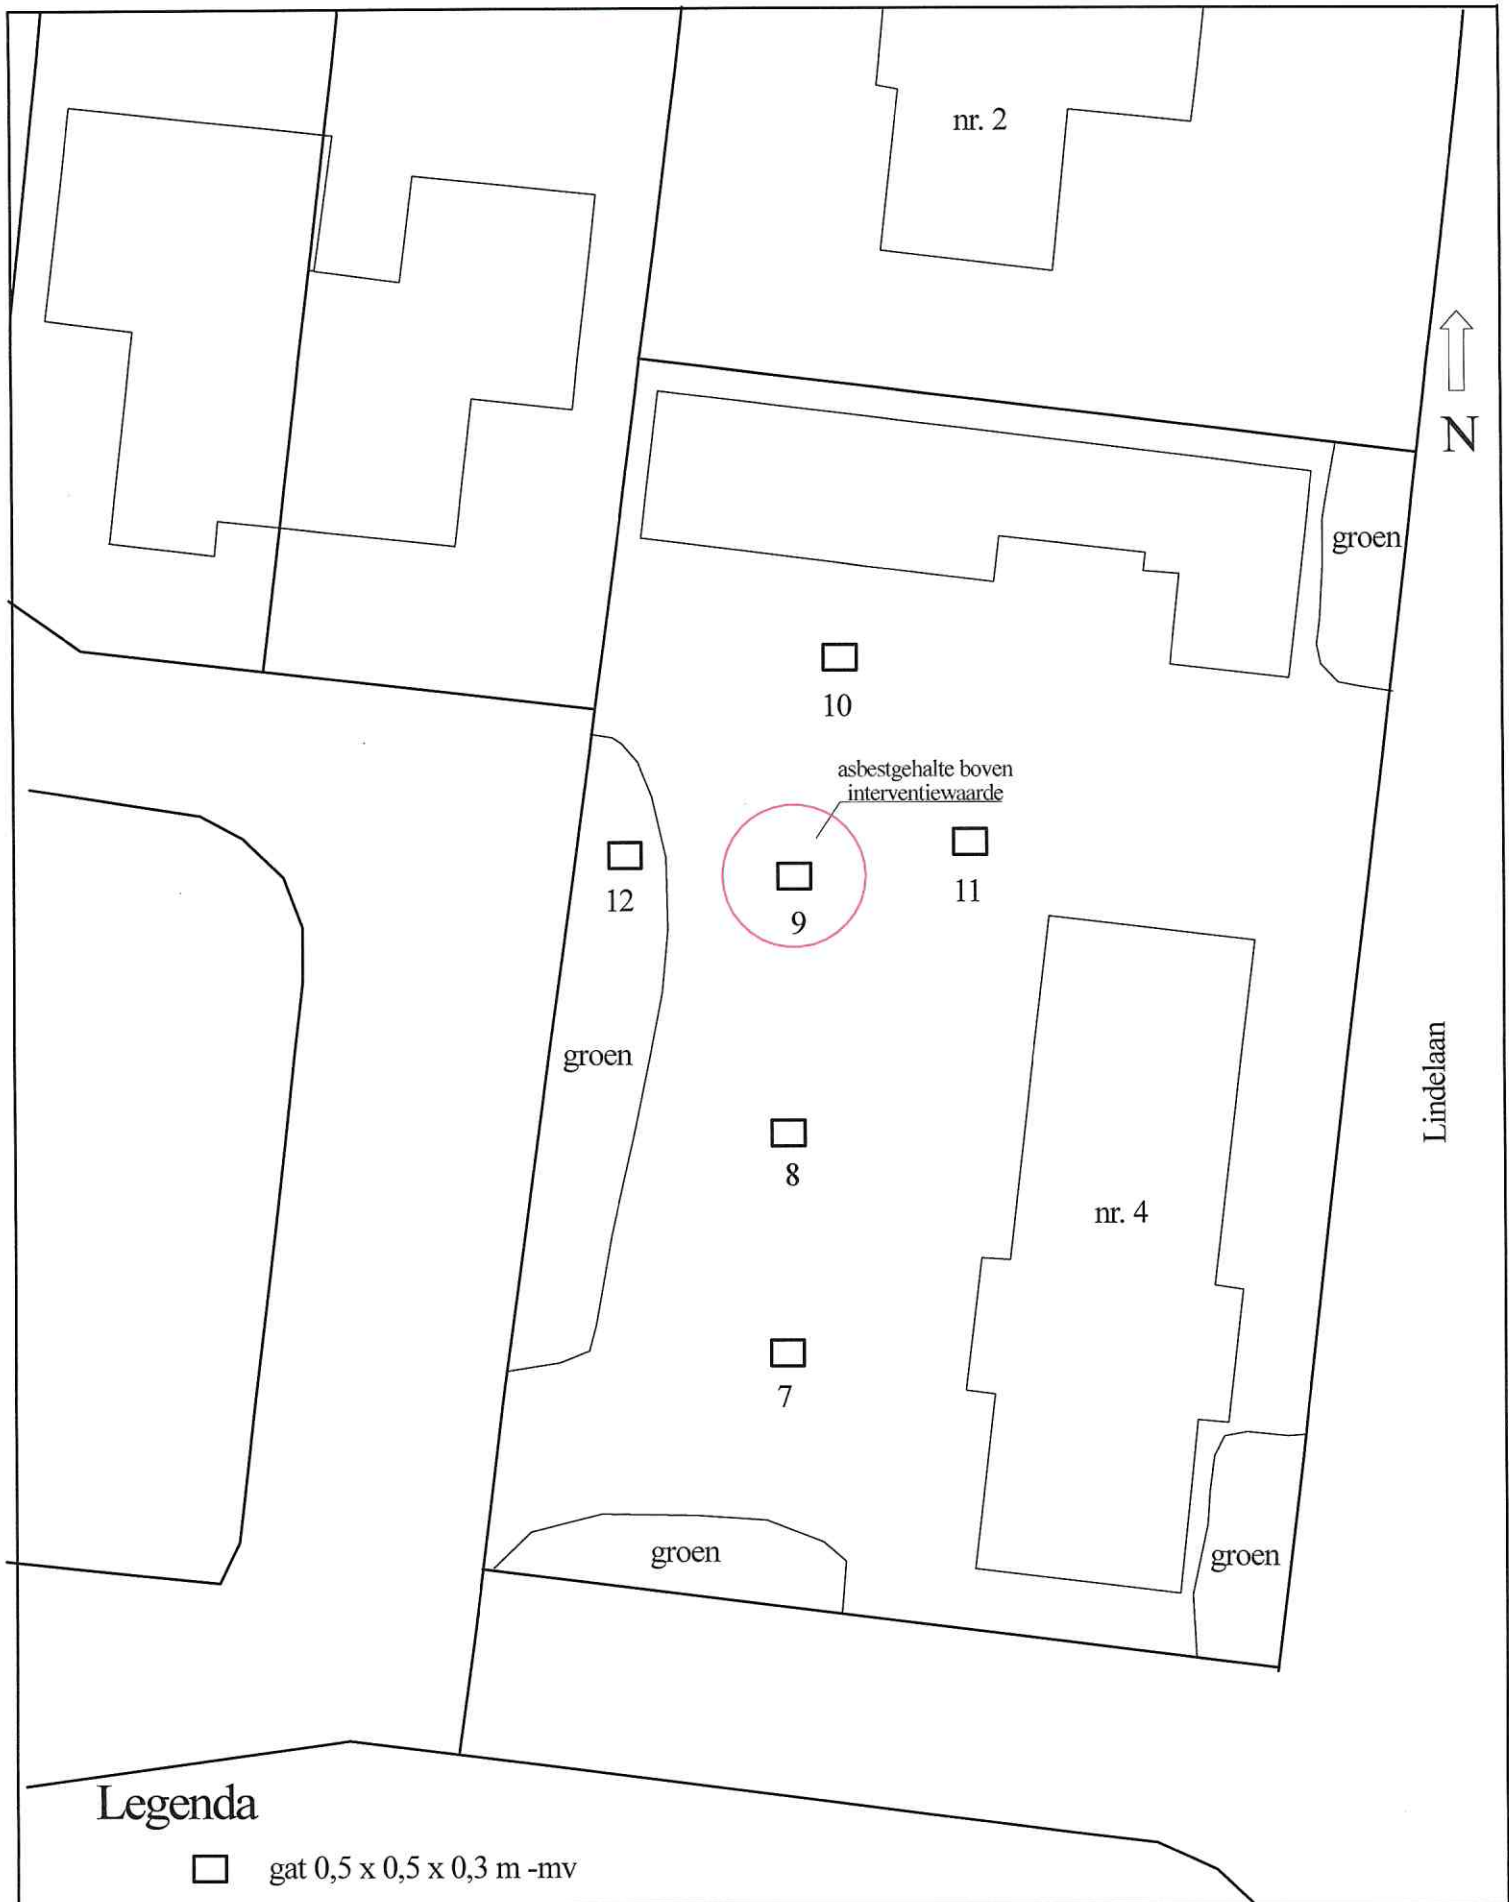 nr. 2
N
groen
10
asbestgehalte boven
interventiewaarde
12
9
11
groen
Lindelaan
8
nr. 4
7
groen
groen
Legenda
gat 0,5 x 0,5 x 0,3 m -mv